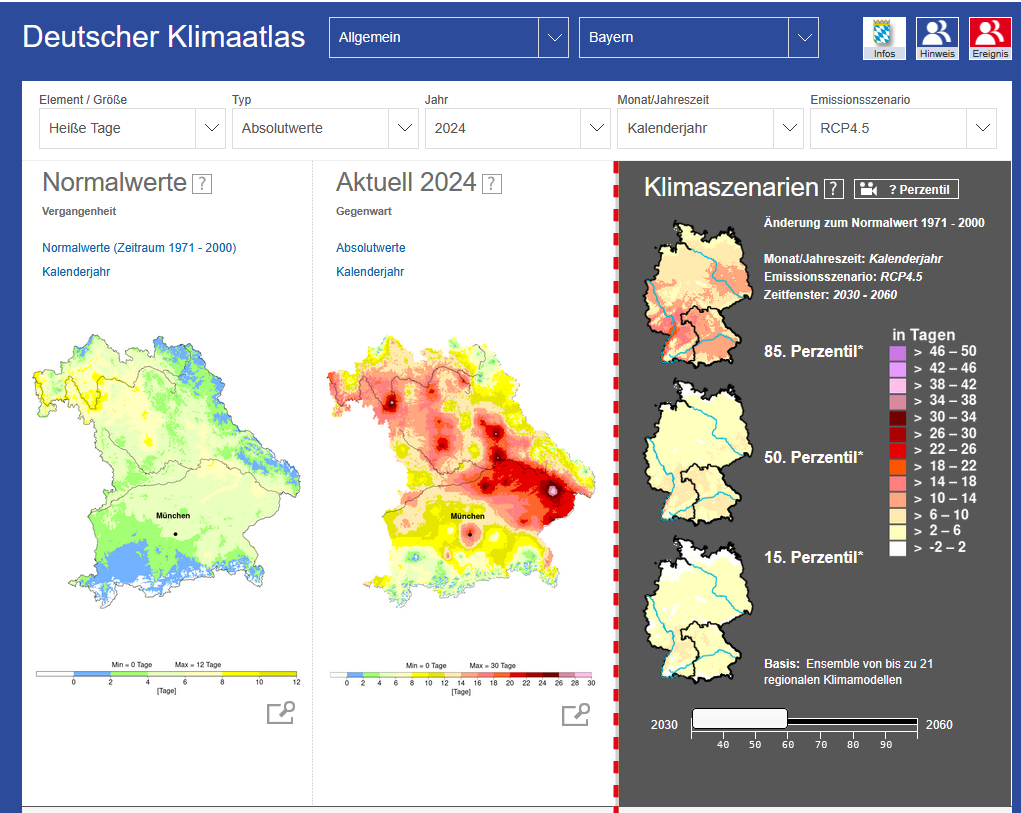 Deutscher Klimaatlas
Allgemein
Bayern
Infos
Hinweis
Ereignis
Element / Größe
Typ
Jahr
Monat/Jahreszeit
Emissionsszenario
Heiße Tage
Absolutwerte
2024
Kalenderjahr
RCP4.5
Normalwerte ?
Vergangenheit
Normalwerte (Zeitraum 1971 - 2000)
Kalenderjahr
München
Min = 0 Tage Max = 12 Tage
0 2 4 6 8 10 12
[Tage]
Aktuell 2024 ?
Gegenwart
Absolutwerte
Kalenderjahr
München
Min = 0 Tage Max = 30 Tage
0 2 4 6 8 10 12 14 16 18 20 22 24 26 28 30
[Tage]
Klimaszenarien ? ? Perzentil
Änderung zum Normalwert 1971 - 2000
Monat/Jahreszeit: Kalenderjahr
Emissionsszenario: RCP4.5
Zeitfenster: 2030 - 2060
85. Perzentil*
50. Perzentil*
15. Perzentil*
in Tagen
> 46 – 50
> 42 – 46
> 38 – 42
> 34 – 38
> 30 – 34
> 26 – 30
> 22 – 26
> 18 – 22
> 14 – 18
> 10 – 14
> 6 – 10
> 2 – 6
> -2 – 2
Basis: Ensemble von bis zu 21
regionalen Klimamodellen
2030 2060
40 50 60 70 80 90